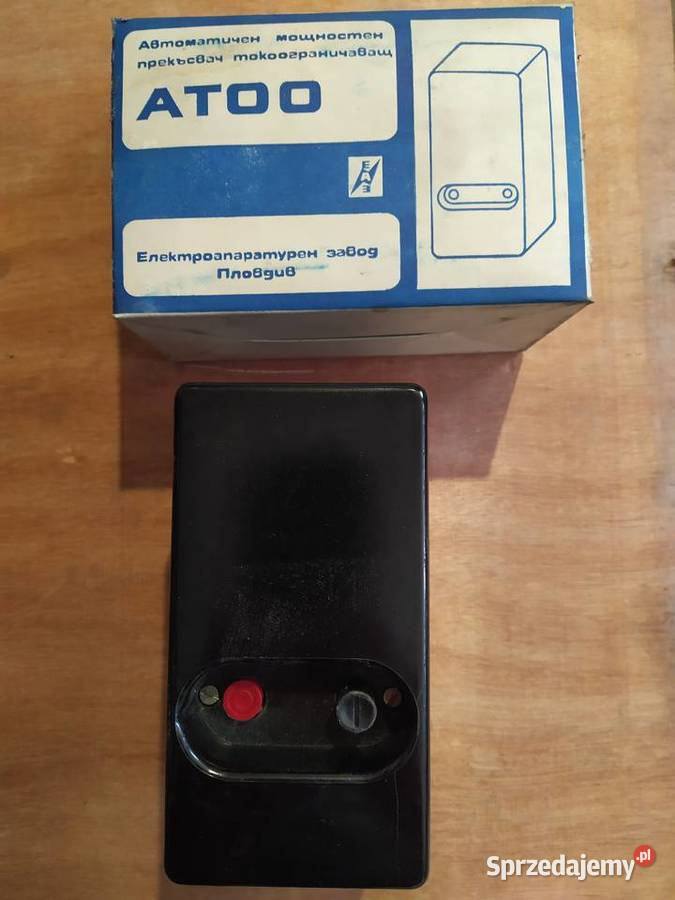 Автоматичен мощностен
прекъсвач токоограничаващ
АТОО
ЕАЗ
Електроапаратурен завод
Пловдив
Sprzedajemy.pl